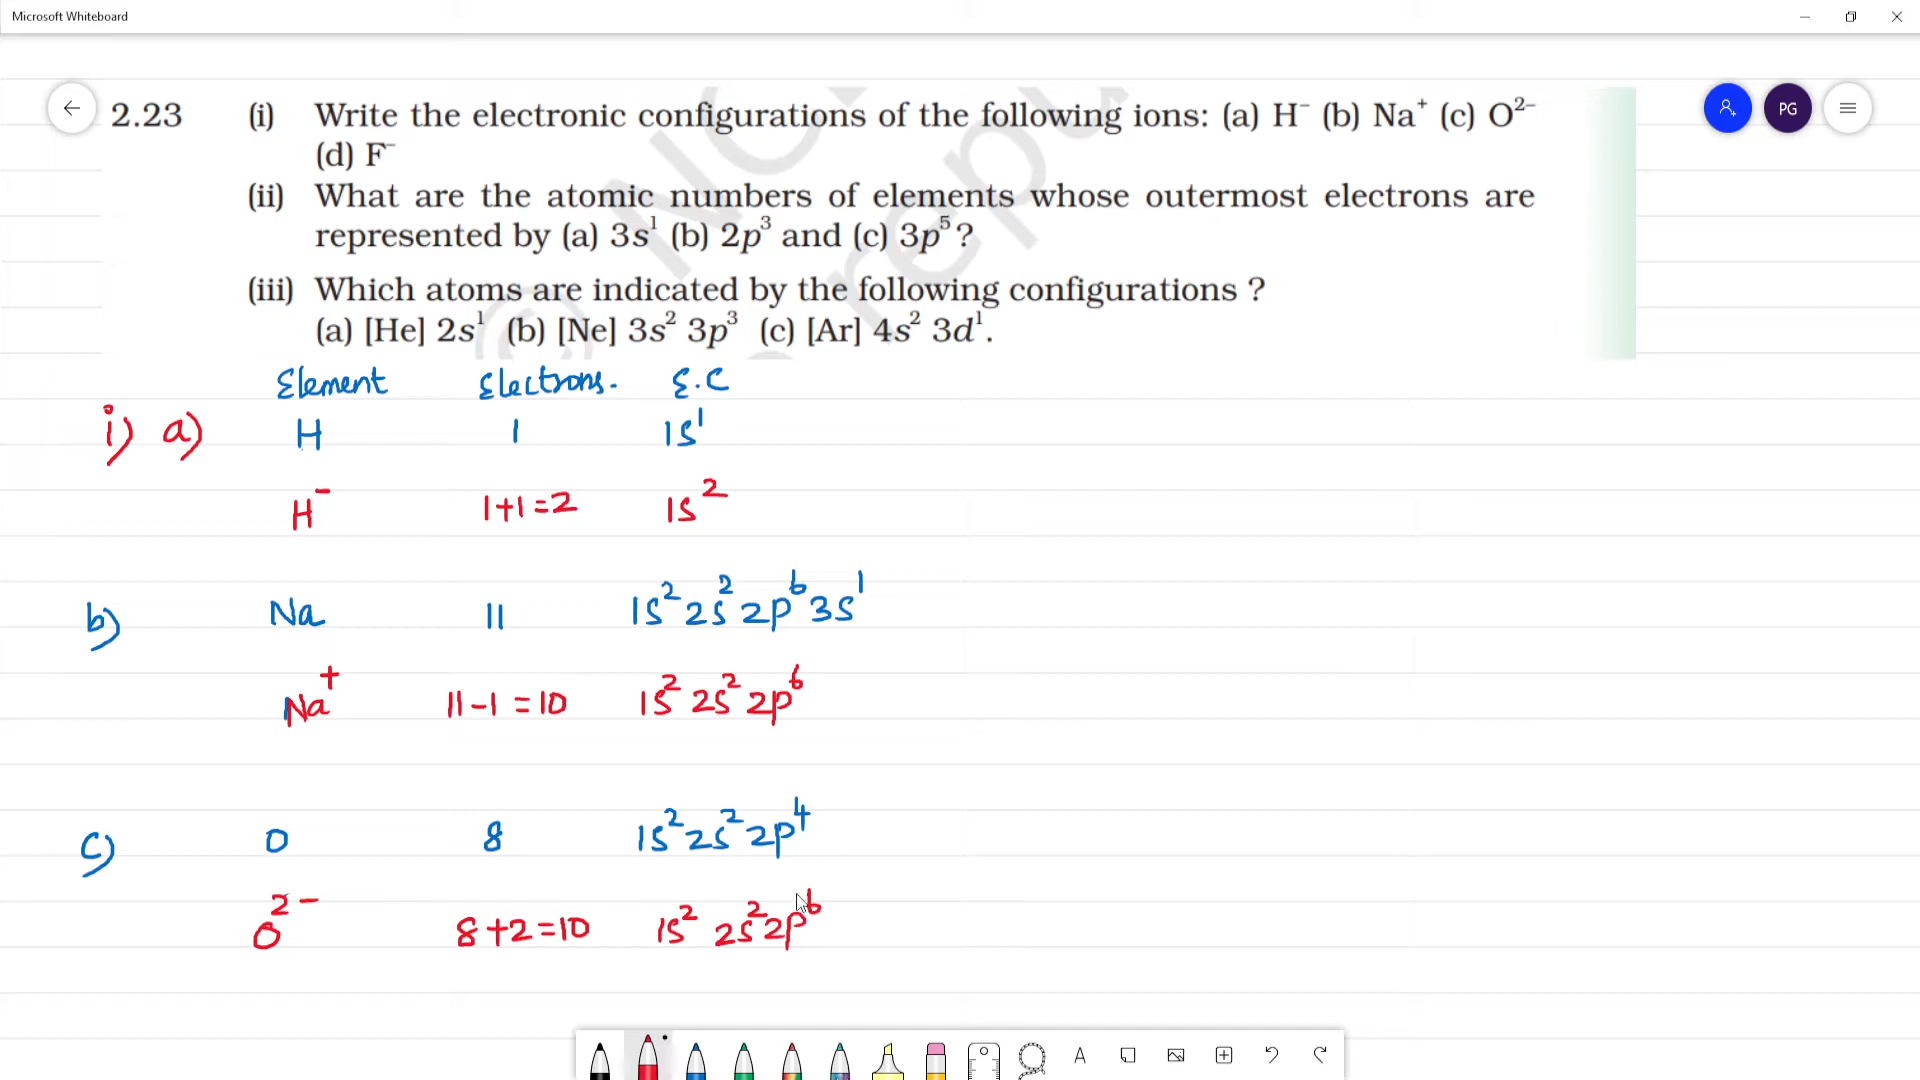 Microsoft Whiteboard
PG
2.23 (i) Write the electronic configurations of the following ions: (a) H⁻ (b) Na⁺ (c) O²⁻
(d) F⁻
(ii) What are the atomic numbers of elements whose outermost electrons are
represented by (a) 3s¹ (b) 2p³ and (c) 3p⁵ ?
(iii) Which atoms are indicated by the following configurations ?
(a) [He] 2s¹ (b) [Ne] 3s² 3p³ (c) [Ar] 4s² 3d¹.
Element Electrons. E.C
i) a) H 1 1s¹
H⁻ 1+1=2 1s²
b) Na 11 1s² 2s² 2p⁶ 3s¹
Na⁺ 11-1=10 1s² 2s² 2p⁶
c) O 8 1s² 2s² 2p⁴
O²⁻ 8+2=10 1s² 2s² 2p⁶
A